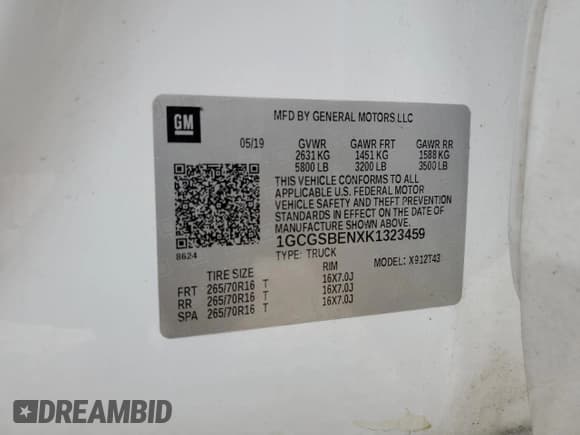 GM
MFD BY GENERAL MOTORS LLC
05/19 GVWR GAWR FRT GAWR RR
2631 KG 1451 KG 1588 KG
5800 LB 3200 LB 3500 LB
THIS VEHICLE CONFORMS TO ALL
APPLICABLE U.S. FEDERAL MOTOR
VEHICLE SAFETY AND THEFT PREVENTION
STANDARDS IN EFFECT ON THE DATE OF
MANUFACTURE SHOWN ABOVE.
8624 1GCGSBENXK1323459
TYPE: TRUCK MODEL: X912T43
TIRE SIZE RIM
FRT 265/70R16 T 16X7.0J
RR 265/70R16 T 16X7.0J
SPA 265/70R16 T 16X7.0J
DREAMBID